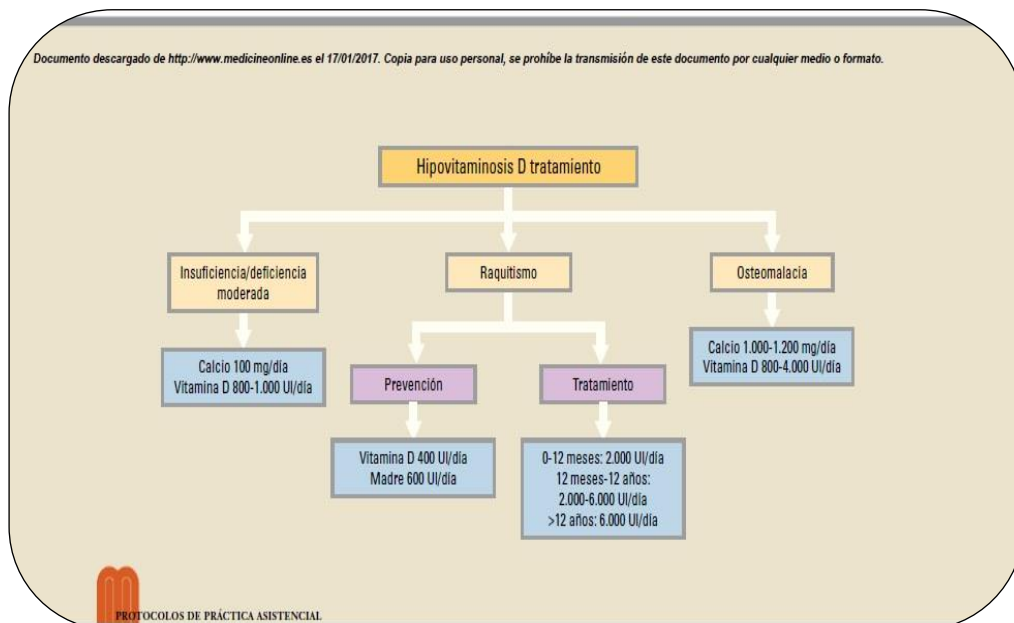 Documento descargado de http://www.medicineonline.es el 17/01/2017. Copia para uso personal, se prohíbe la transmisión de este documento por cualquier medio o formato.
Hipovitaminosis D tratamiento
Insuficiencia/deficiencia
moderada
Raquitismo
Osteomalacia
Calcio 100 mg/día
Vitamina D 800-1.000 UI/día
Prevención
Tratamiento
Calcio 1.000-1.200 mg/día
Vitamina D 800-4.000 UI/día
Vitamina D 400 UI/día
Madre 600 UI/día
0-12 meses: 2.000 UI/día
12 meses-12 años:
2.000-6.000 UI/día
>12 años: 6.000 UI/día
PROTOCOLOS DE PRÁCTICA ASISTENCIAL